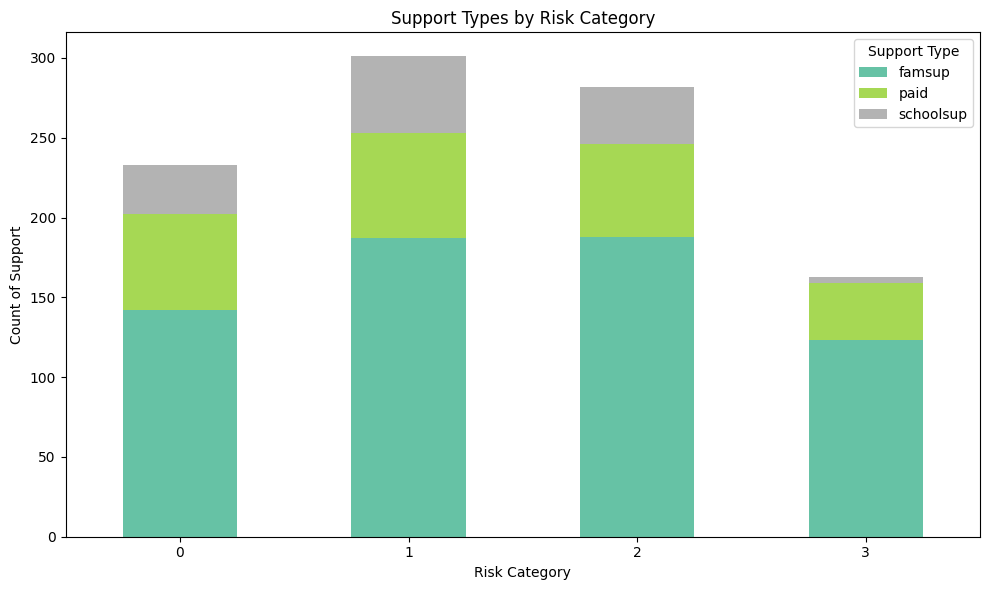 Support Types by Risk Category
Support Type
famsup
paid
schoolsup
Count of Support
300
250
200
150
100
50
0
0 1 2 3
Risk Category